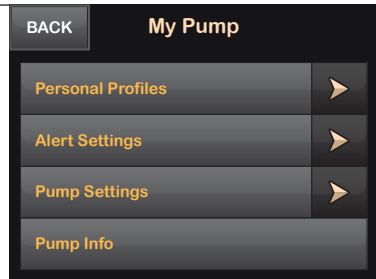 BACK My Pump
Personal Profiles
Alert Settings
Pump Settings
Pump Info